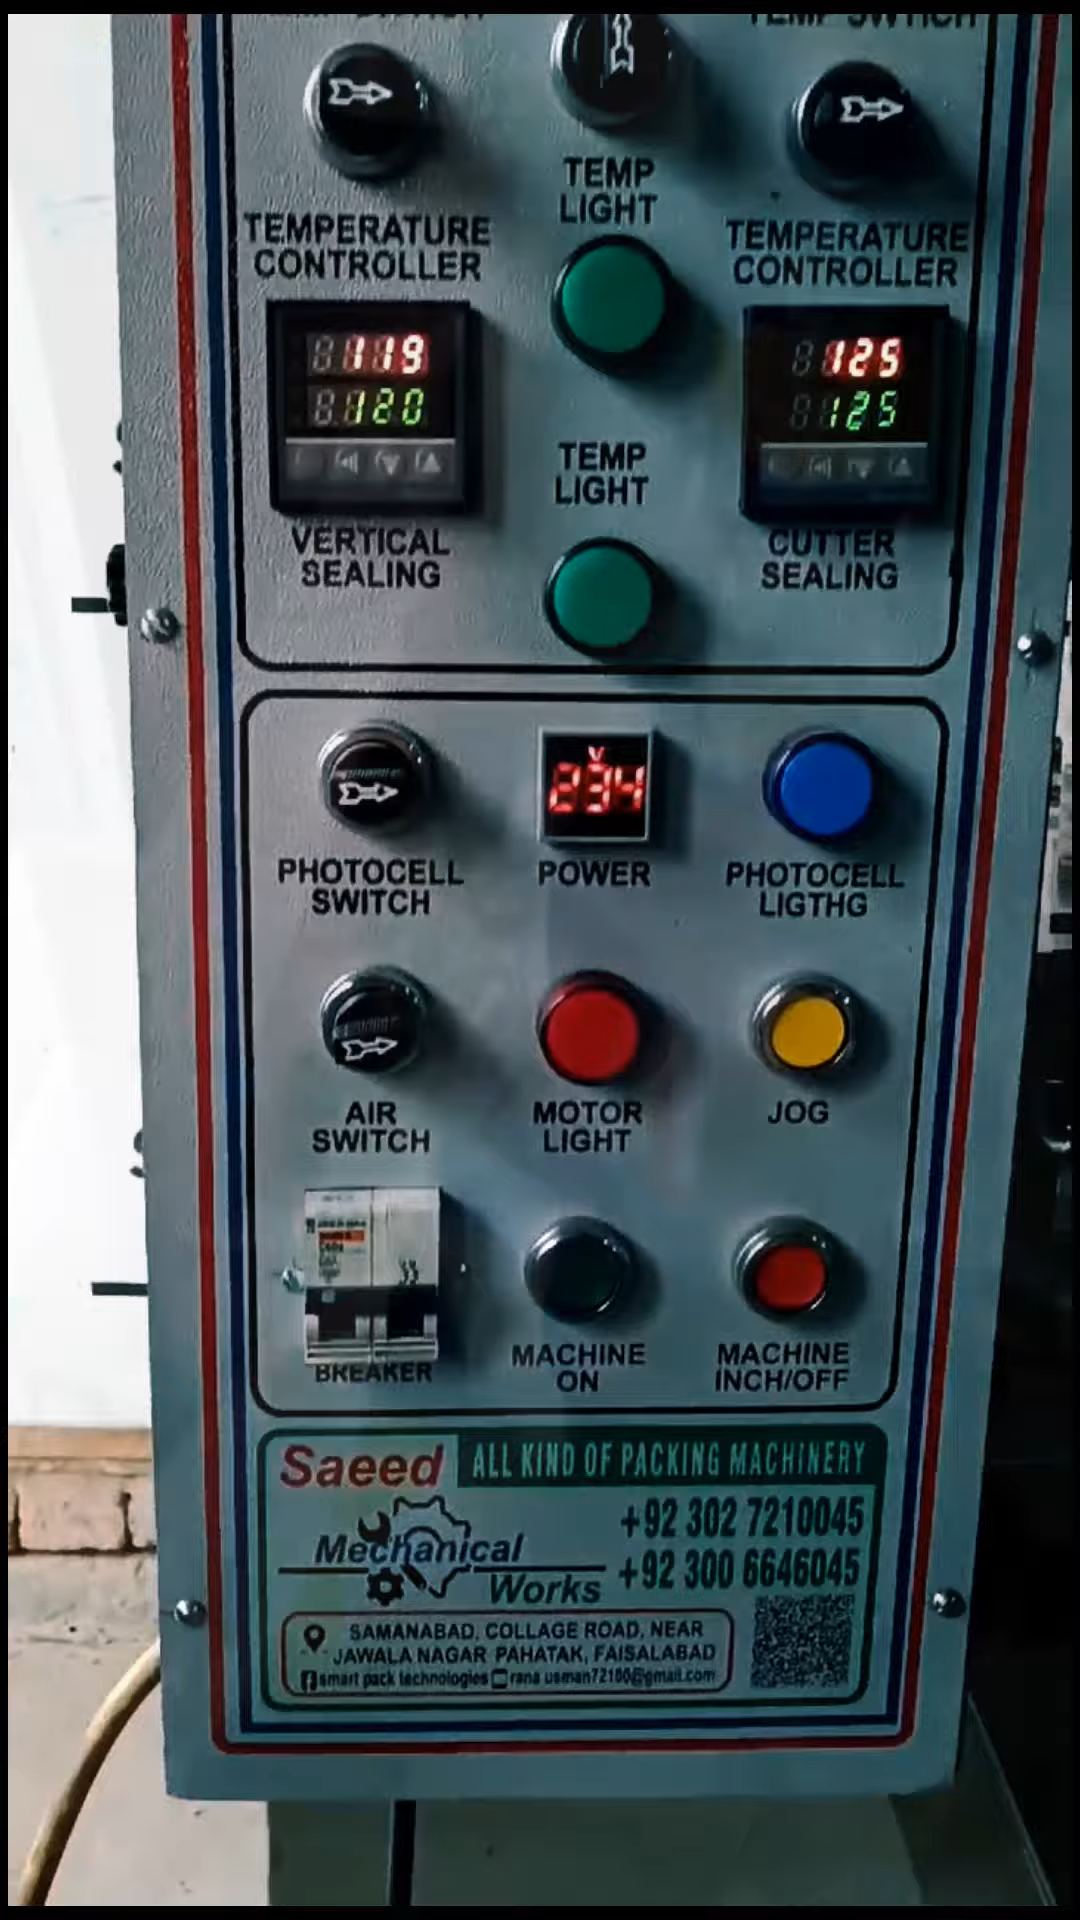 TEMP SWTICH
TEMP
LIGHT
TEMPERATURE
CONTROLLER
TEMPERATURE
CONTROLLER
119
120
125
125
TEMP
LIGHT
VERTICAL
SEALING
CUTTER
SEALING
V
234
PHOTOCELL
SWITCH
POWER
PHOTOCELL
LIGTHG
AIR
SWITCH
MOTOR
LIGHT
JOG
BREAKER
MACHINE
ON
MACHINE
INCH/OFF
Saeed
ALL KIND OF PACKING MACHINERY
Mechanical
Works
+92 302 7210045
+92 300 6646045
SAMANABAD, COLLAGE ROAD, NEAR
JAWALA NAGAR PAHATAK, FAISALABAD
smart pack technologies